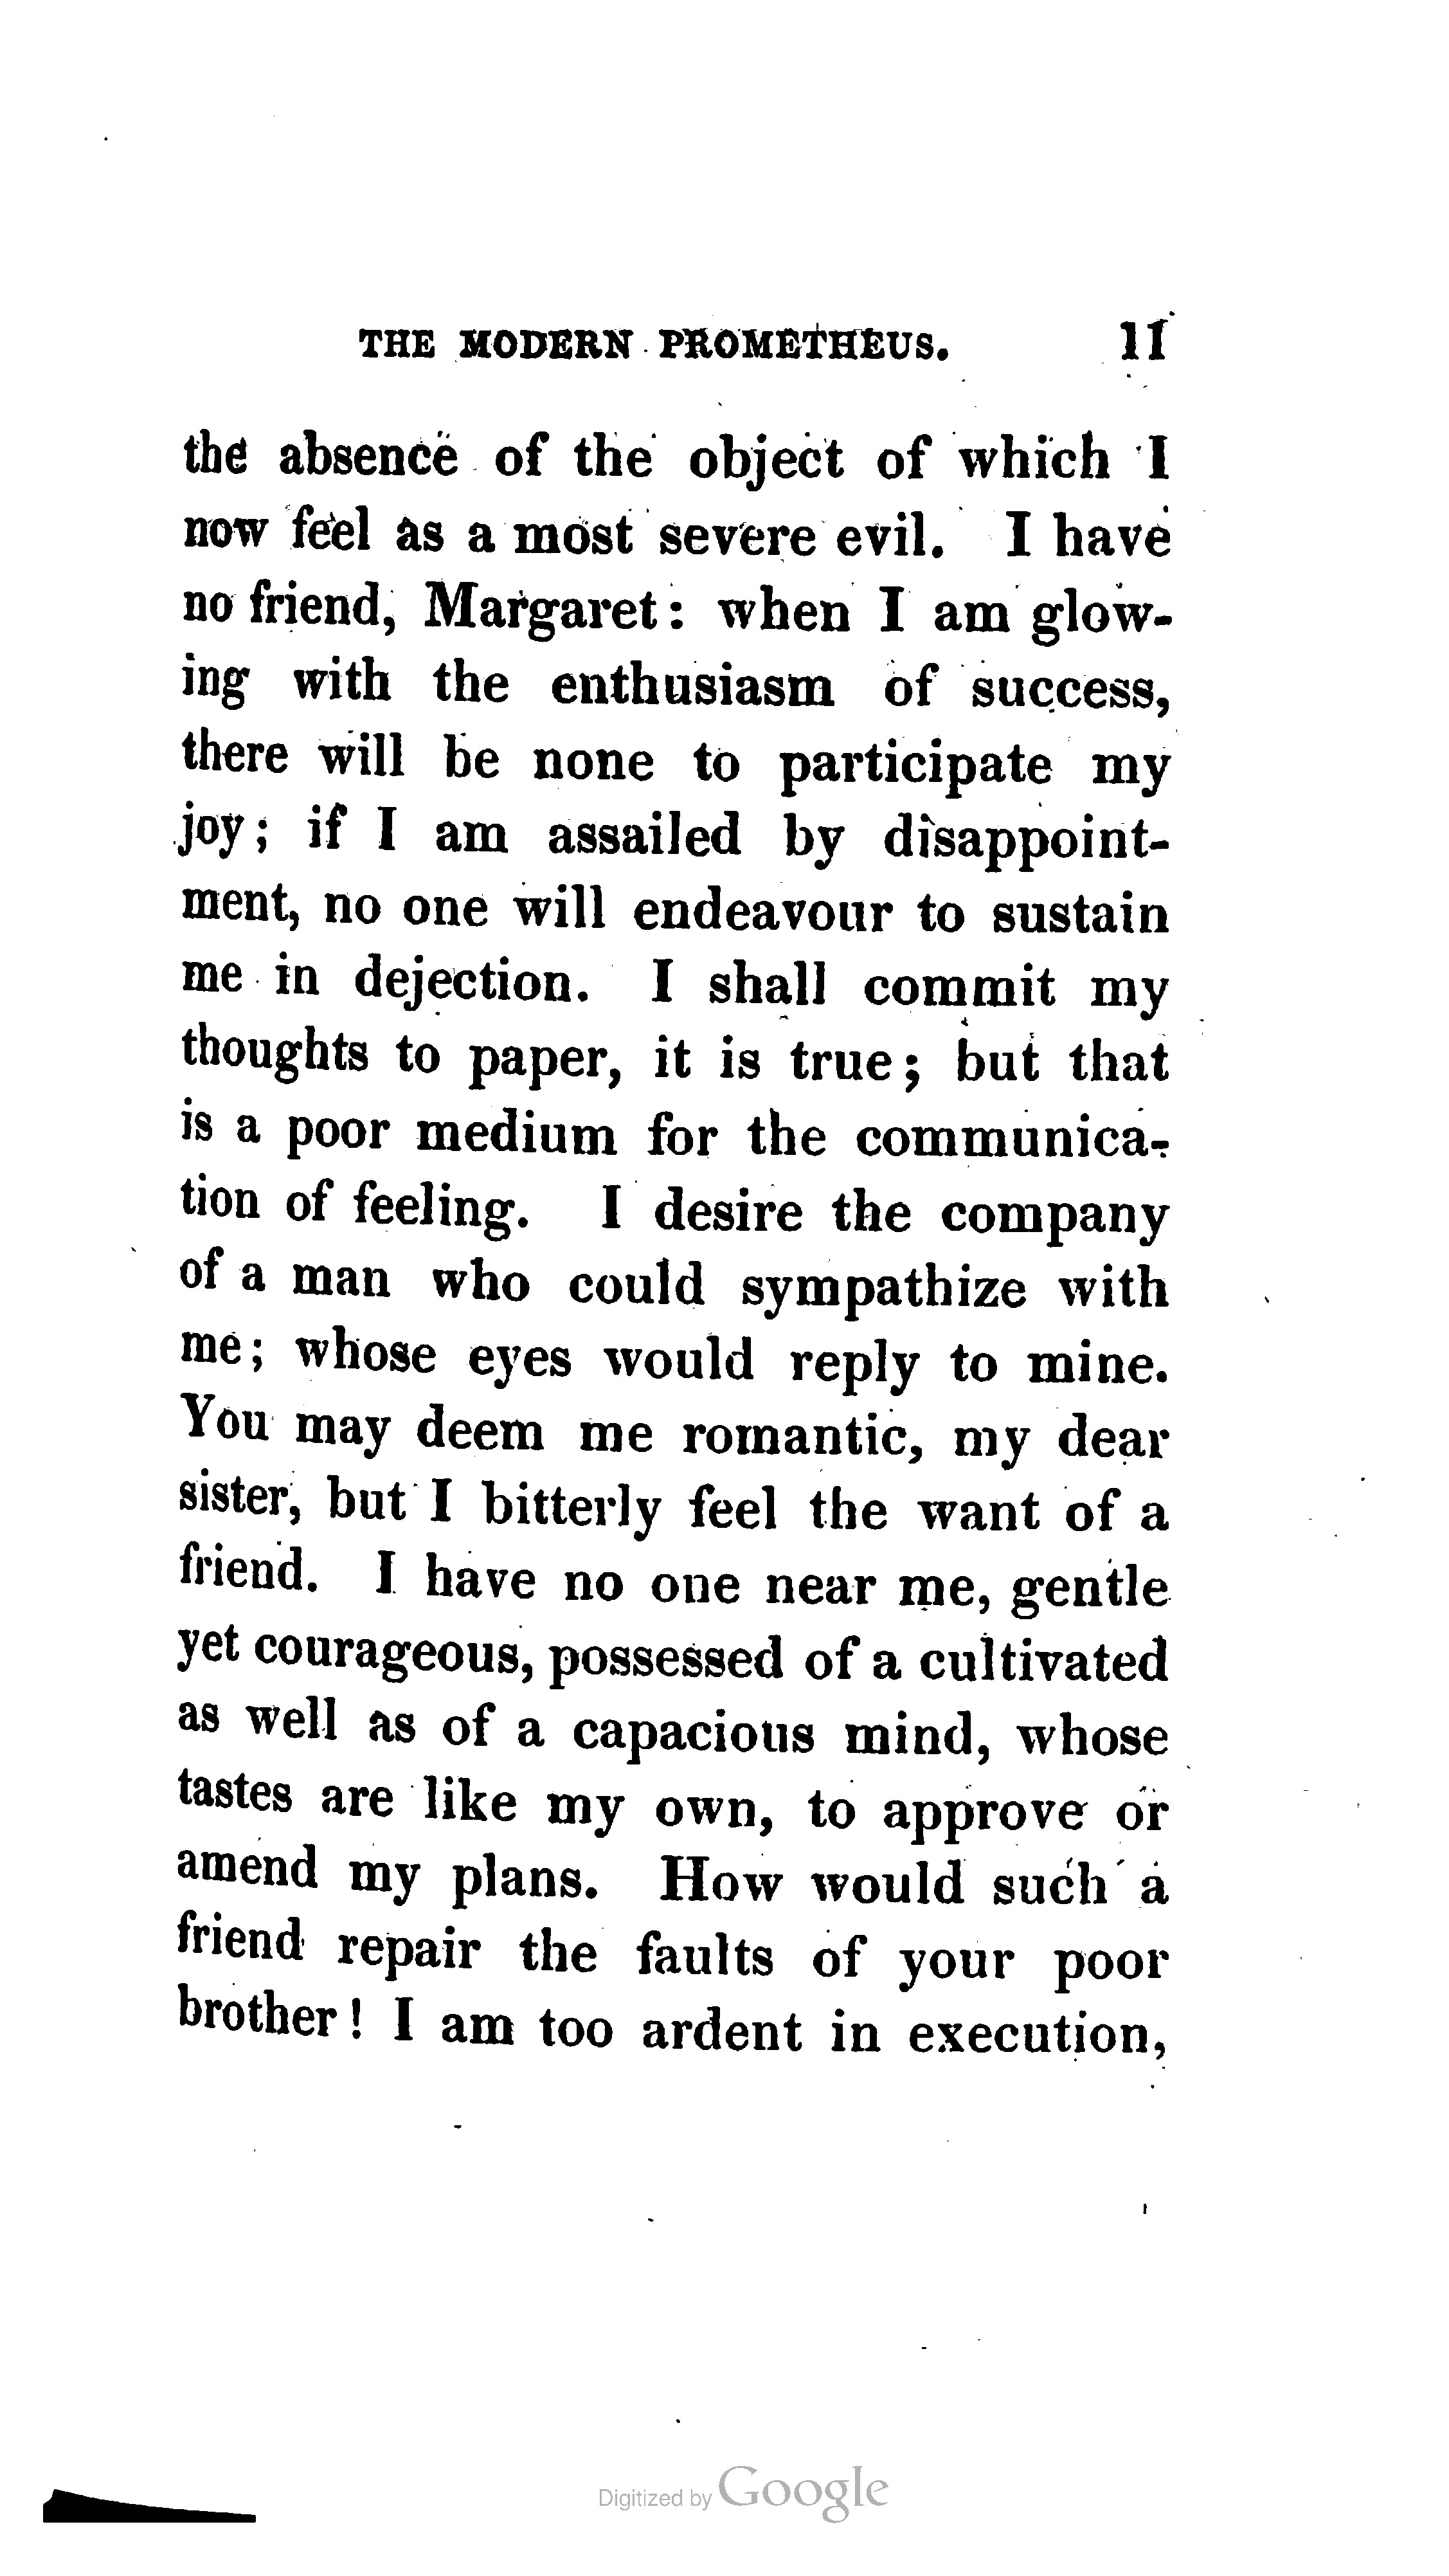 THE MODERN PROMETHEUS. 11
the absence of the object of which I
now feel as a most severe evil. I have
no friend, Margaret: when I am glow-
ing with the enthusiasm of success,
there will be none to participate my
joy; if I am assailed by disappoint-
ment, no one will endeavour to sustain
me in dejection. I shall commit my
thoughts to paper, it is true; but that
is a poor medium for the communica-
tion of feeling. I desire the company
of a man who could sympathize with
me; whose eyes would reply to mine.
You may deem me romantic, my dear
sister, but I bitterly feel the want of a
friend. I have no one near me, gentle
yet courageous, possessed of a cultivated
as well as of a capacious mind, whose
tastes are like my own, to approve or
amend my plans. How would such a
friend repair the faults of your poor
brother! I am too ardent in execution,
Digitized by Google